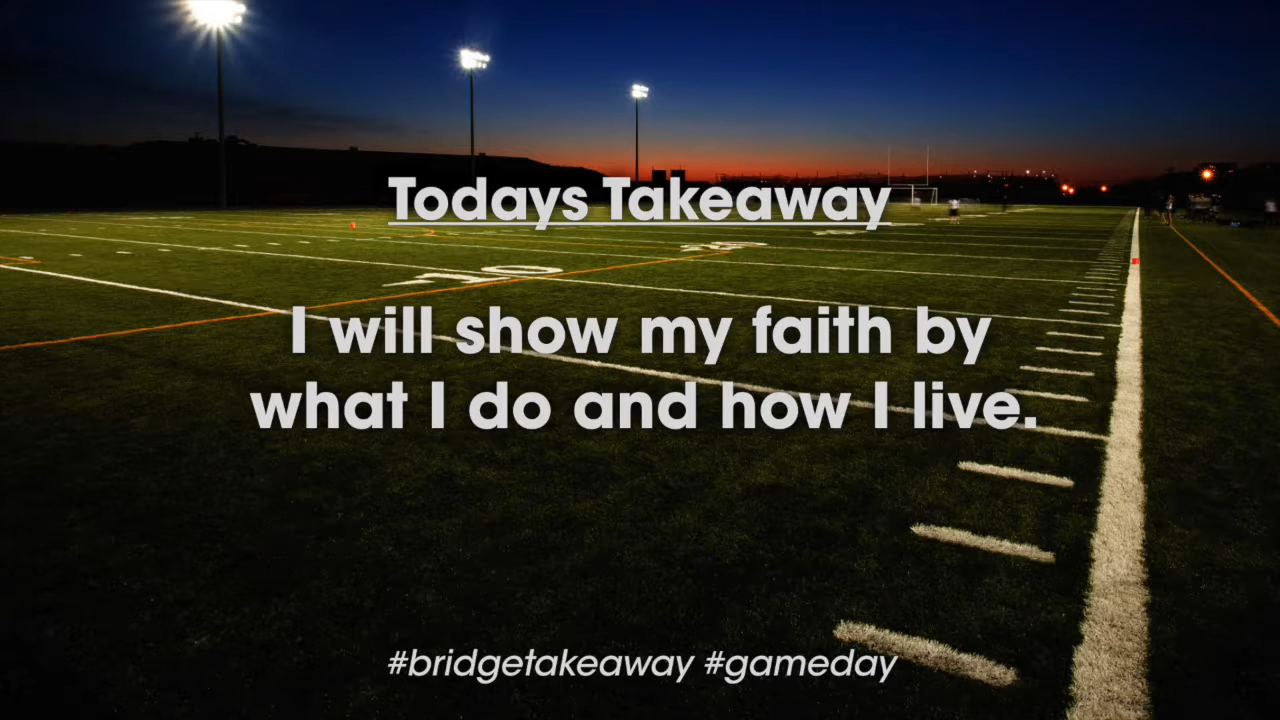 Todays Takeaway
I will show my faith by
what I do and how I live.
#bridgetakeaway #gameday